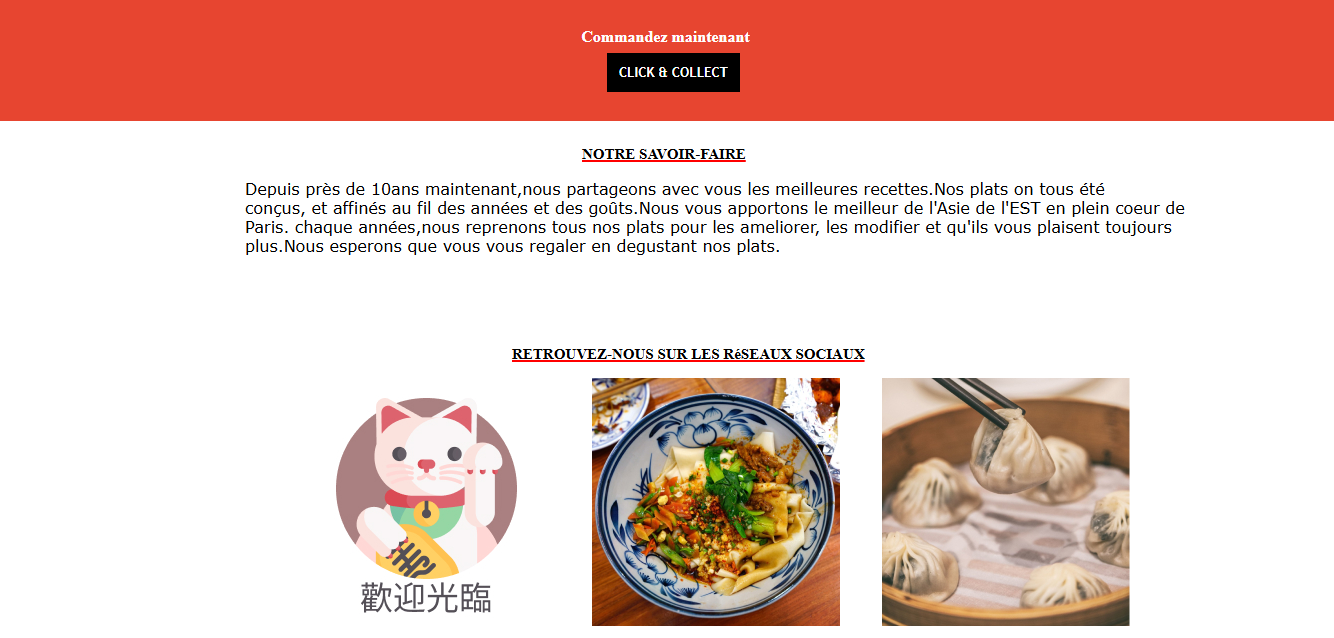 Commandez maintenant
CLICK & COLLECT
NOTRE SAVOIR-FAIRE
Depuis près de 10ans maintenant,nous partageons avec vous les meilleures recettes.Nos plats on tous été
conçus, et affinés au fil des années et des goûts.Nous vous apportons le meilleur de l'Asie de l'EST en plein coeur de
Paris. chaque années,nous reprenons tous nos plats pour les ameliorer, les modifier et qu'ils vous plaisent toujours
plus.Nous esperons que vous vous regaler en degustant nos plats.
RETROUVEZ-NOUS SUR LES RéSEAUX SOCIAUX
歡迎光臨